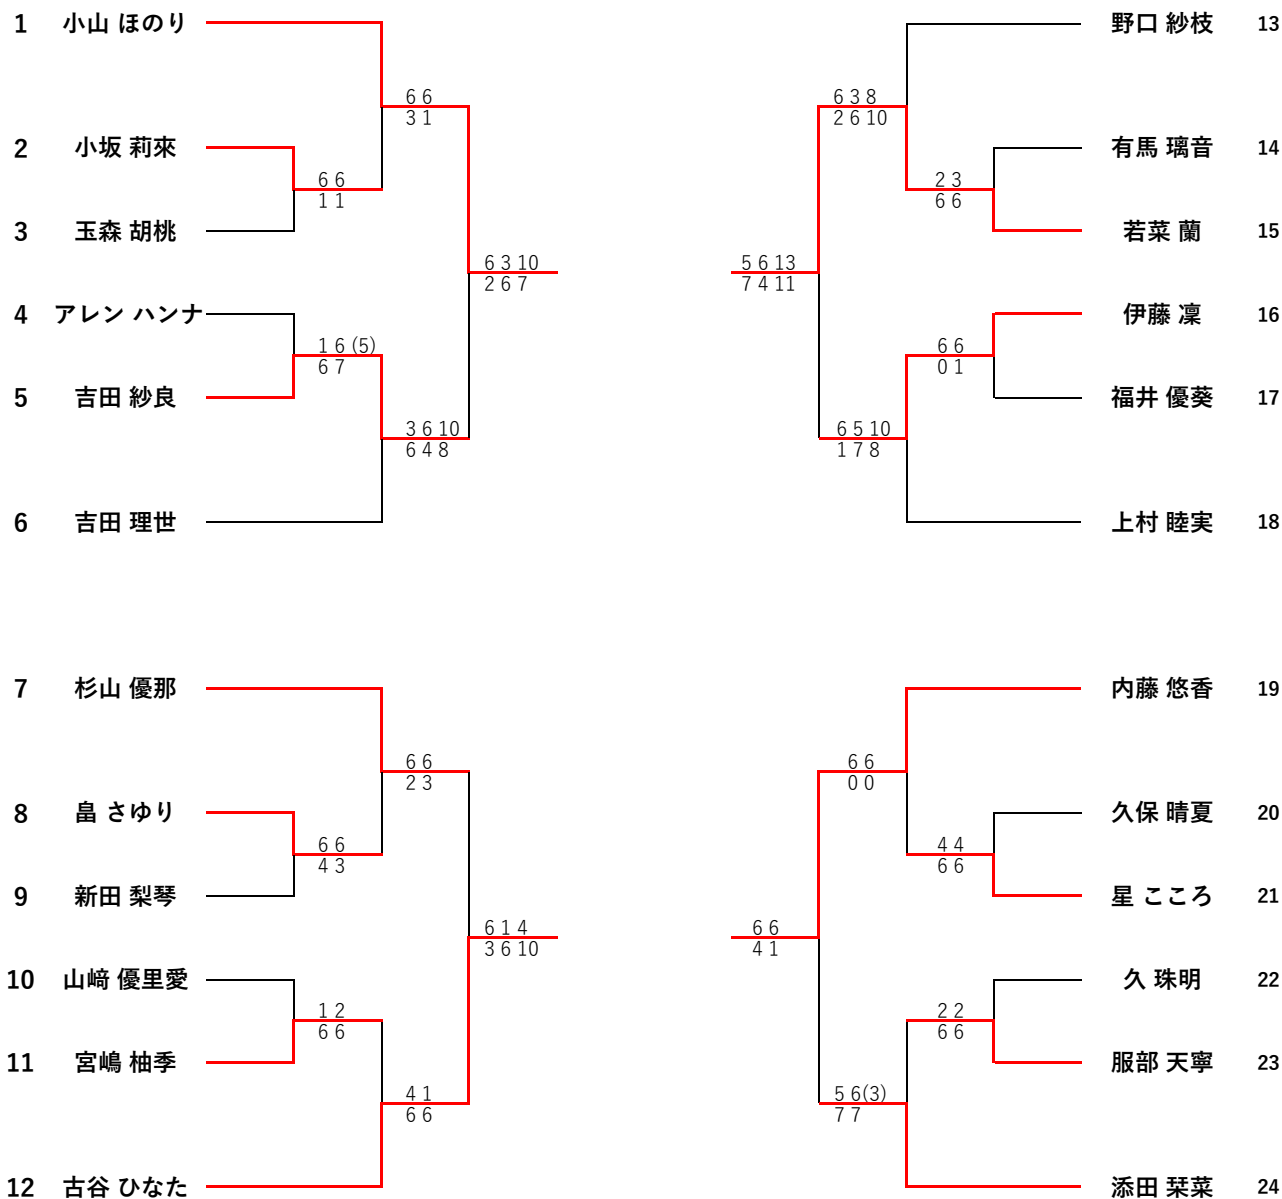 1 小山 ほのり
野口 紗枝 13
6 6
3 1
6 3 8
2 6 10
2 小坂 莉來
有馬 璃音 14
6 6
1 1
2 3
6 6
3 玉森 胡桃
若菜 蘭 15
6 3 10
2 6 7
5 6 13
7 4 11
4 アレン ハンナ
伊藤 凜 16
1 6 (5)
6 7
6 6
0 1
5 吉田 紗良
福井 優葵 17
3 6 10
6 4 8
6 5 10
1 7 8
6 吉田 理世
上村 睦実 18
7 杉山 優那
内藤 悠香 19
6 6
2 3
6 6
0 0
8 畠 さゆり
久保 晴夏 20
6 6
4 3
4 4
6 6
9 新田 梨琴
星 こころ 21
6 1 4
3 6 10
6 6
4 1
10 山﨑 優里愛
久 珠明 22
1 2
6 6
2 2
6 6
11 宮嶋 柚季
服部 天寧 23
4 1
6 6
5 6(3)
7 7
12 古谷 ひなた
添田 栞菜 24